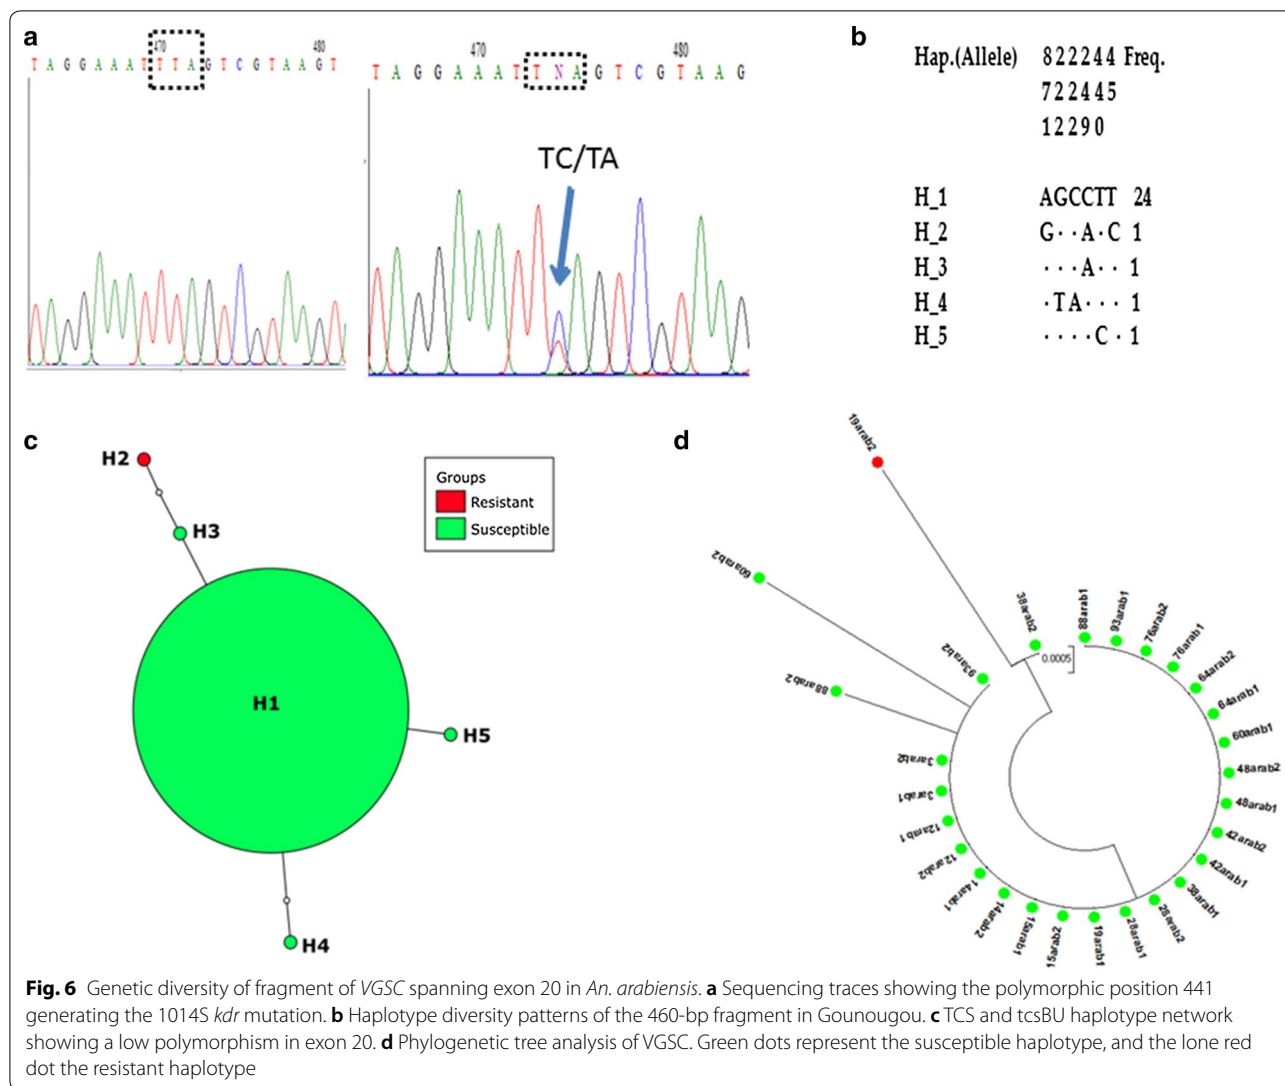 a
470
480
T A G G A A A T T T A G T C G T A A G T
470
480
T A G G A A A T T N A G T C G T A A G
TC/TA
b
Hap.(Allele) 822244 Freq.
722445
12290
H_1 AGCCTT 24
H_2 G··A·C 1
H_3 ···A·· 1
H_4 ·TA··· 1
H_5 ····C· 1
c
H2
H3
H1
H5
H4
Groups
Resistant
Susceptible
d
19arab2
60arab2
88arab2
93arab2
38arab2
0.0005
88arab1
93arab1
76arab2
76arab1
64arab2
64arab1
60arab1
48arab2
48arab1
42arab2
42arab1
38arab1
28arab2
28arab1
19arab1
15arab2
15arab1
14arab2
14arab1
12arab2
12arab1
3arab1
3arab2
Fig. 6 Genetic diversity of fragment of VGSC spanning exon 20 in An. arabiensis. a Sequencing traces showing the polymorphic position 441
generating the 1014S kdr mutation. b Haplotype diversity patterns of the 460-bp fragment in Gounougou. c TCS and tcsBU haplotype network
showing a low polymorphism in exon 20. d Phylogenetic tree analysis of VGSC. Green dots represent the susceptible haplotype, and the lone red
dot the resistant haplotype